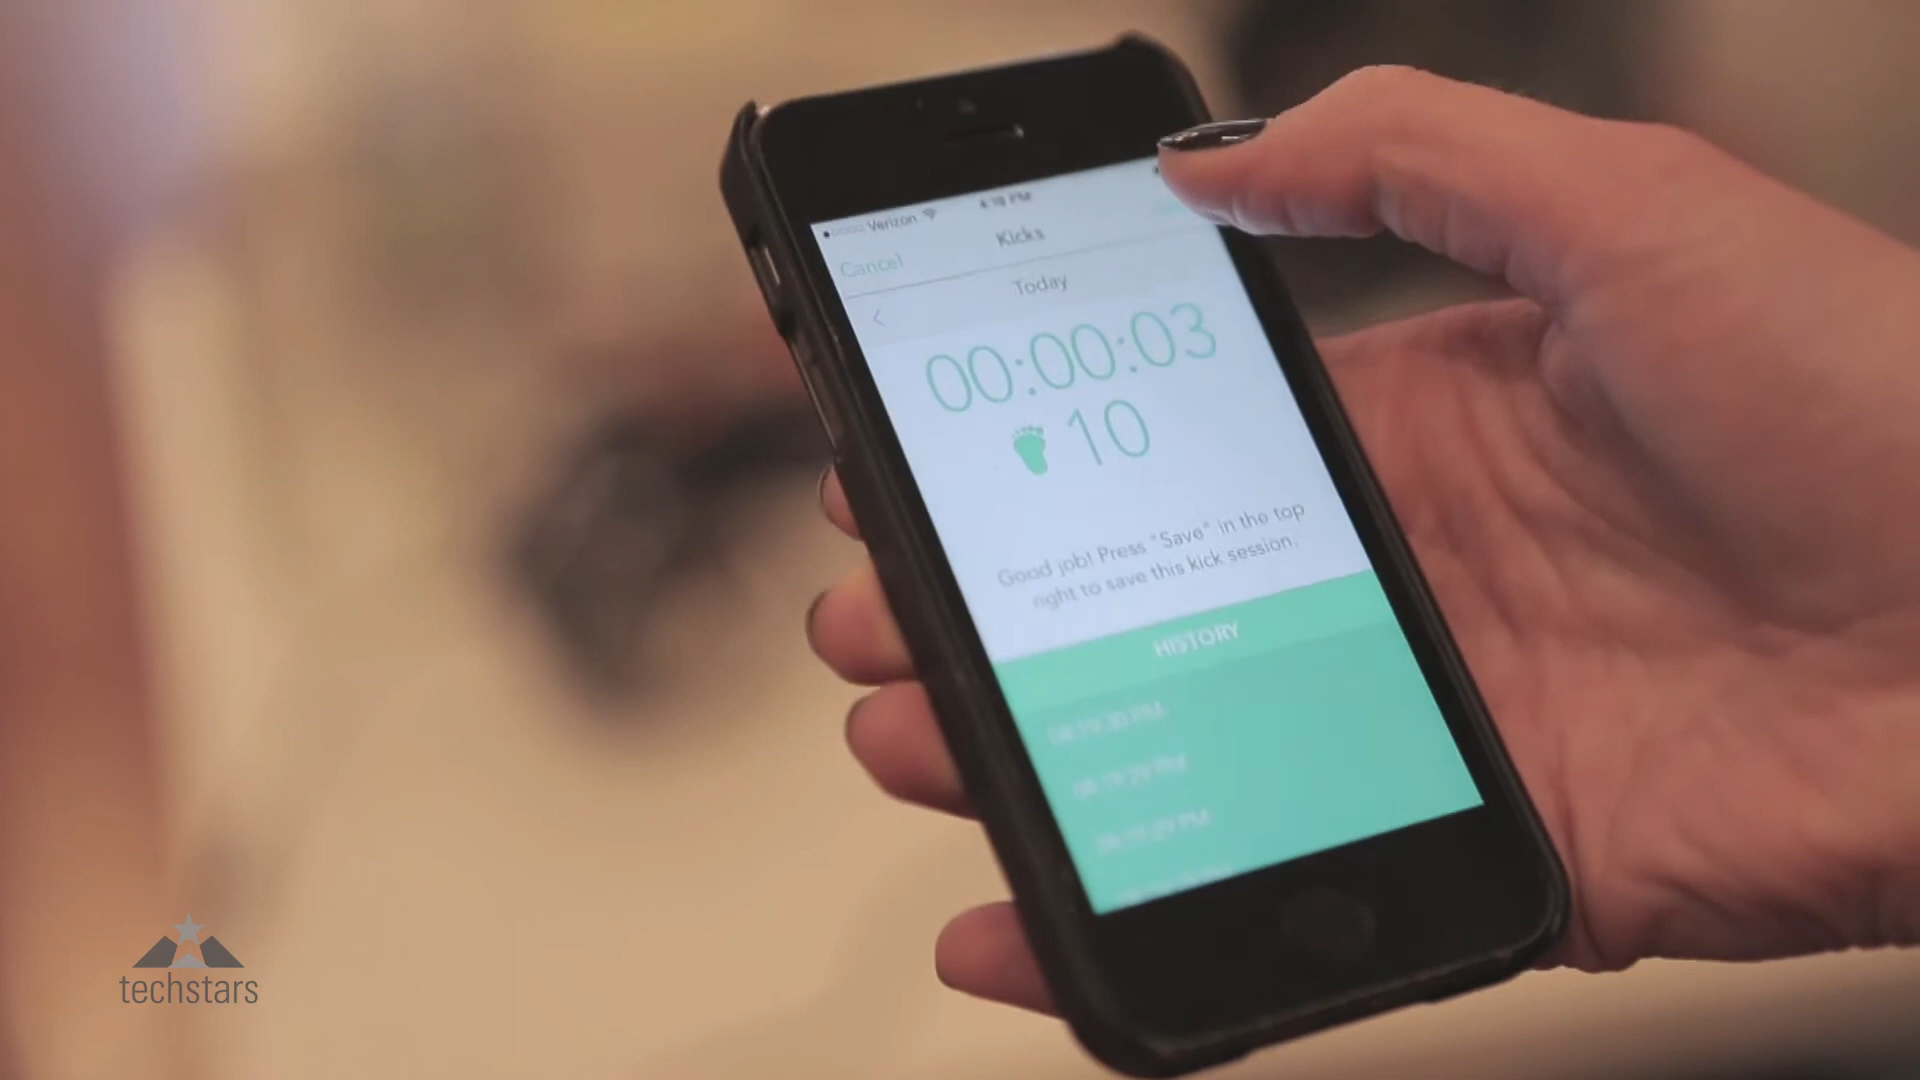 Verizon
Kicks
Cancel
Today
00:00:03
10
Good job! Press "Save" in the top
right to save this kick session.
HISTORY
techstars